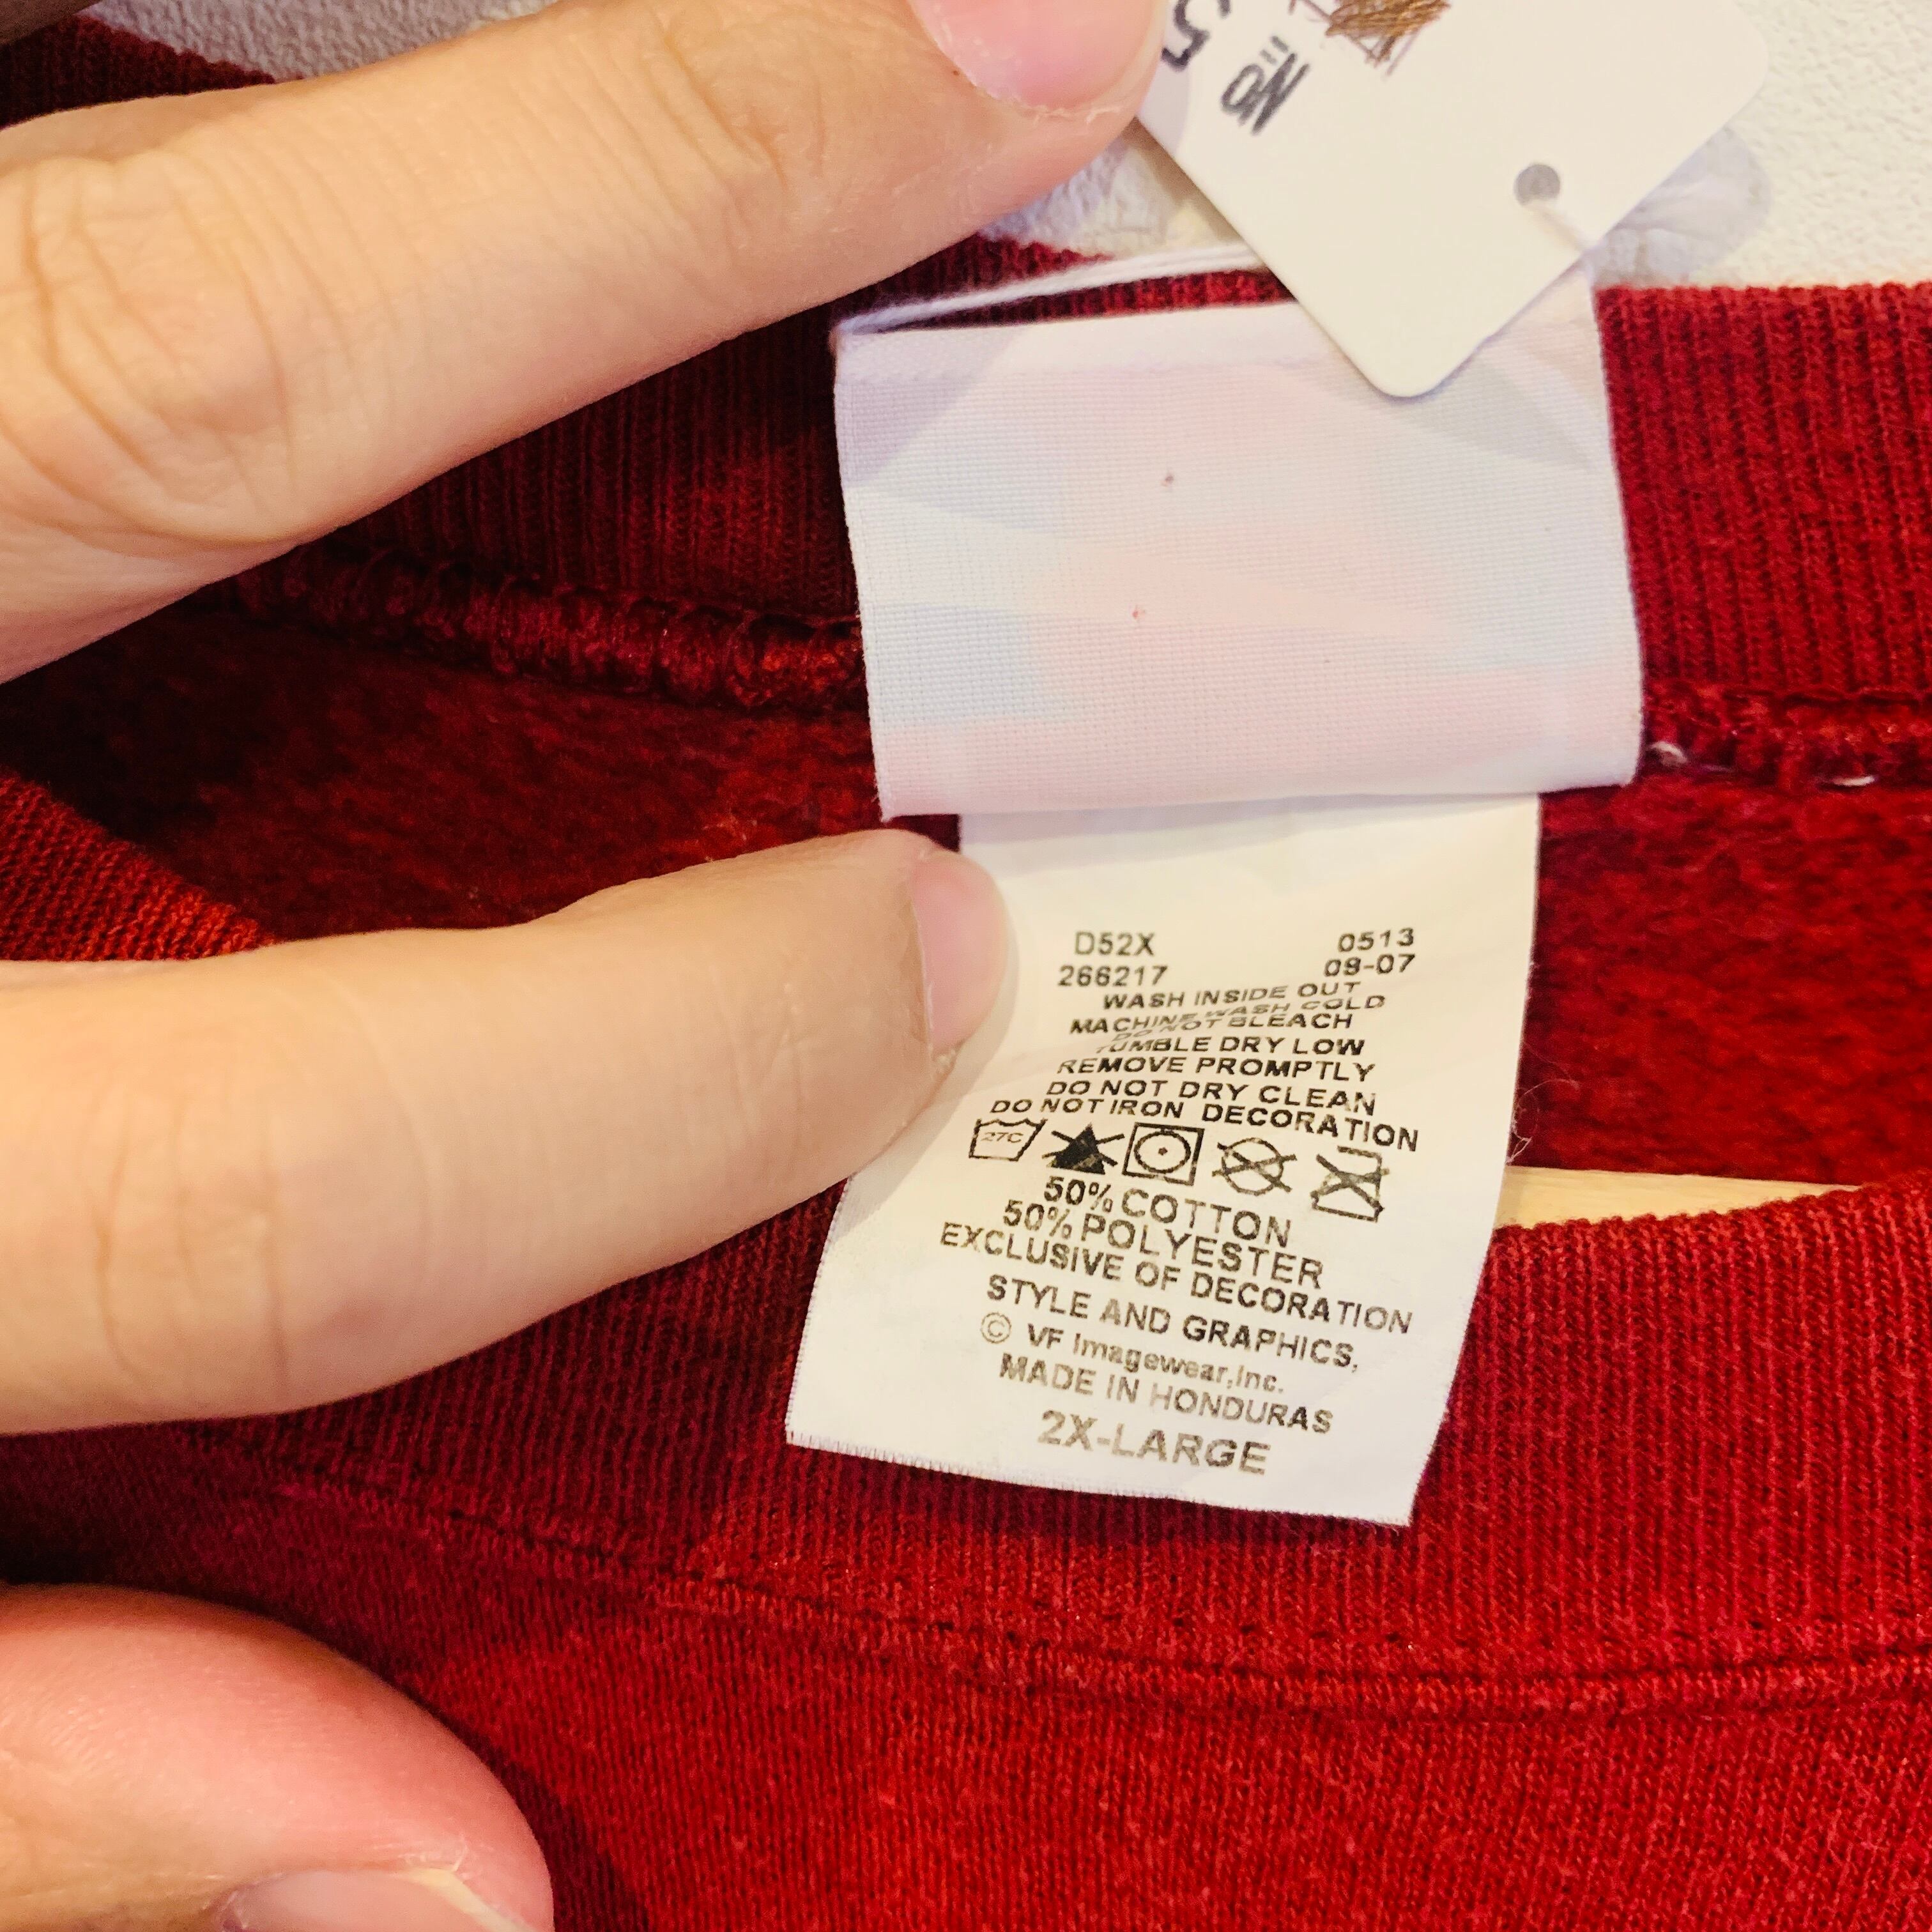 No=
5
D52X 0513
266217 09-07
WASH INSIDE OUT
MACHINE WASH COLD
DO NOT BLEACH
TUMBLE DRY LOW
REMOVE PROMPTLY
DO NOT DRY CLEAN
DO NOT IRON DECORATION
27C
50% COTTON
50% POLYESTER
EXCLUSIVE OF DECORATION
STYLE AND GRAPHICS,
© VF Imagewear,Inc.
MADE IN HONDURAS
2X-LARGE